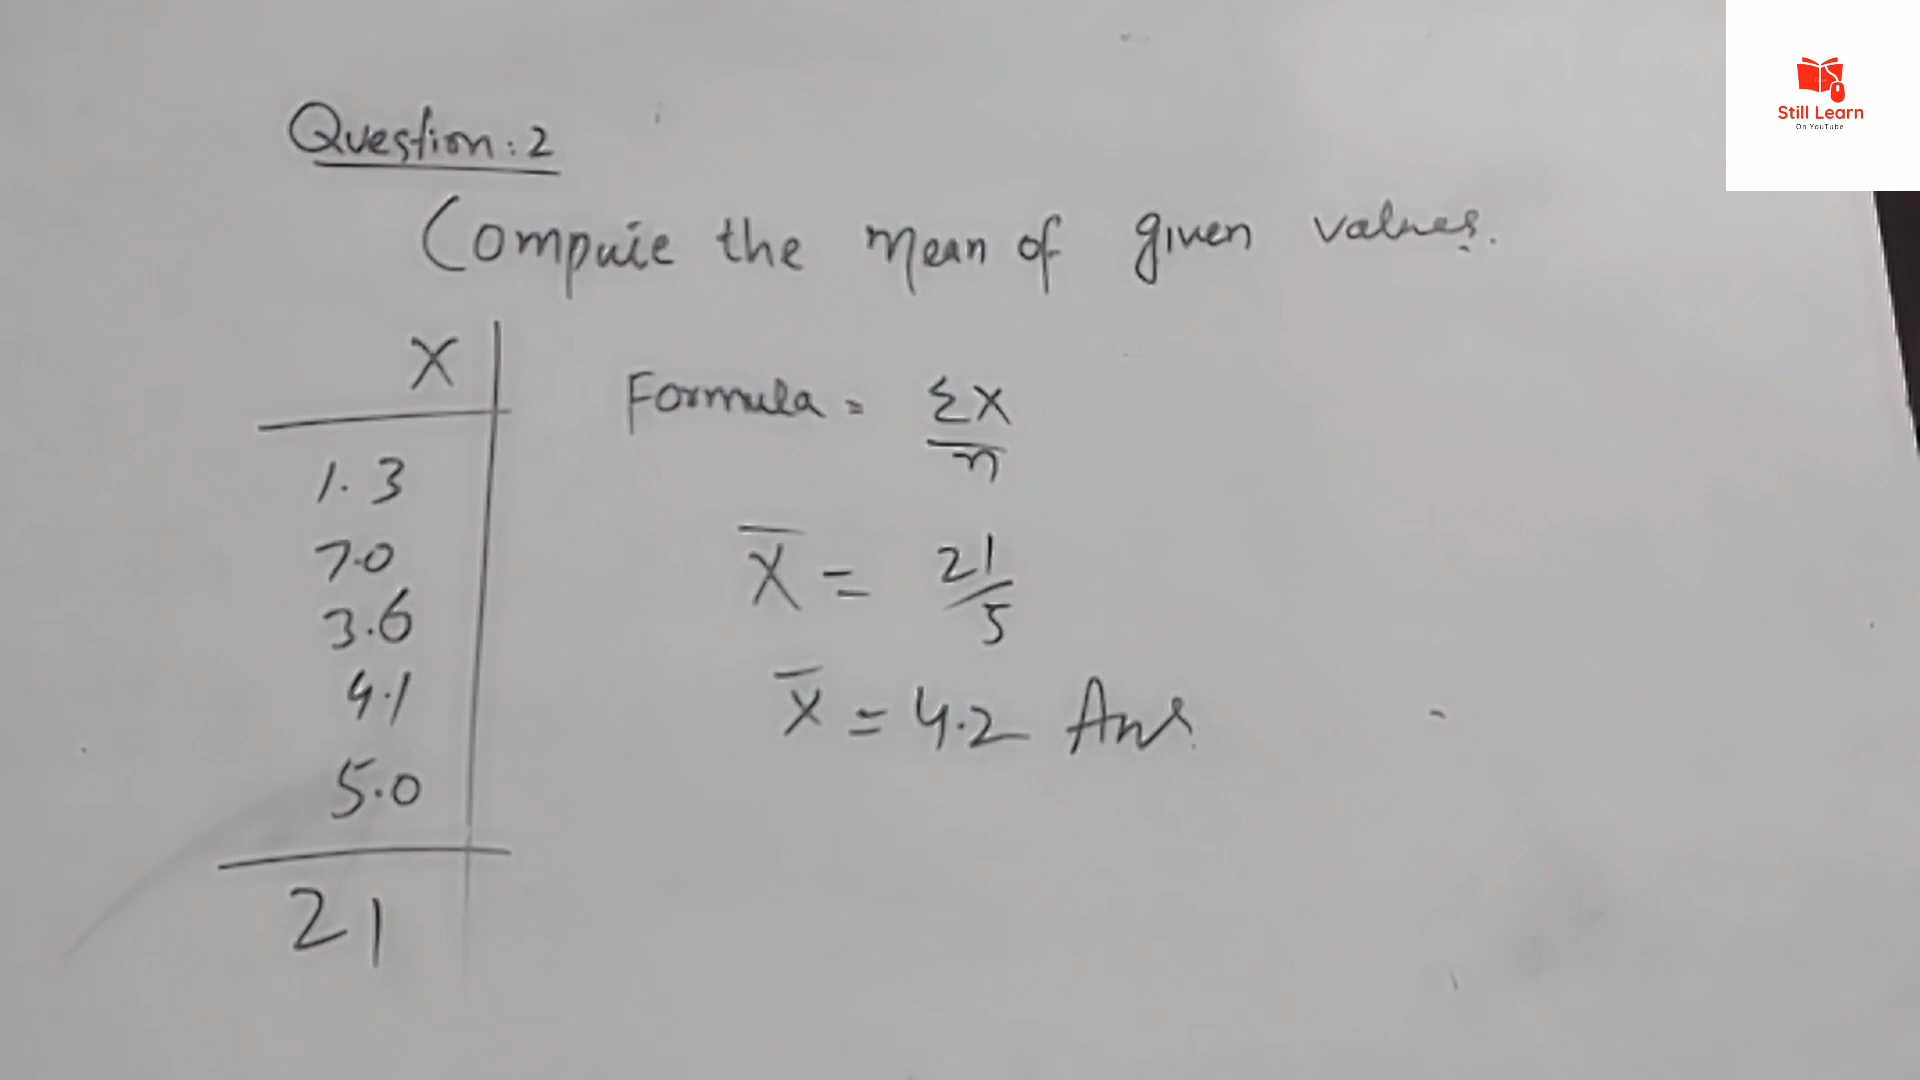 Question: 2
Compute the Mean of given values.
X
1.3
7.0
3.6
4.1
5.0
21
Formula = ΣX
n
X̄ = 21/5
x̄ = 4.2 Ans.
Still Learn
On YouTube